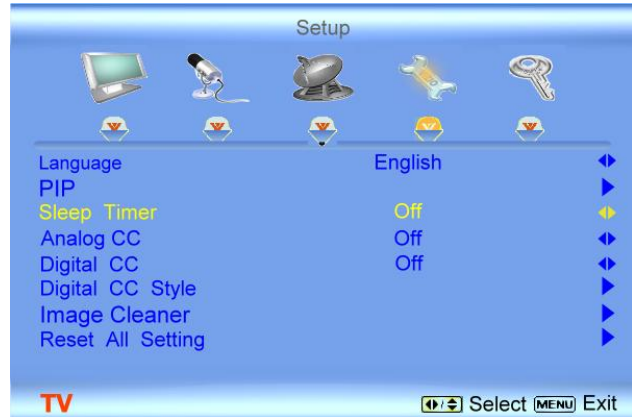 Setup
Language English
PIP
Sleep Timer Off
Analog CC Off
Digital CC Off
Digital CC Style
Image Cleaner
Reset All Setting
TV Select MENU Exit